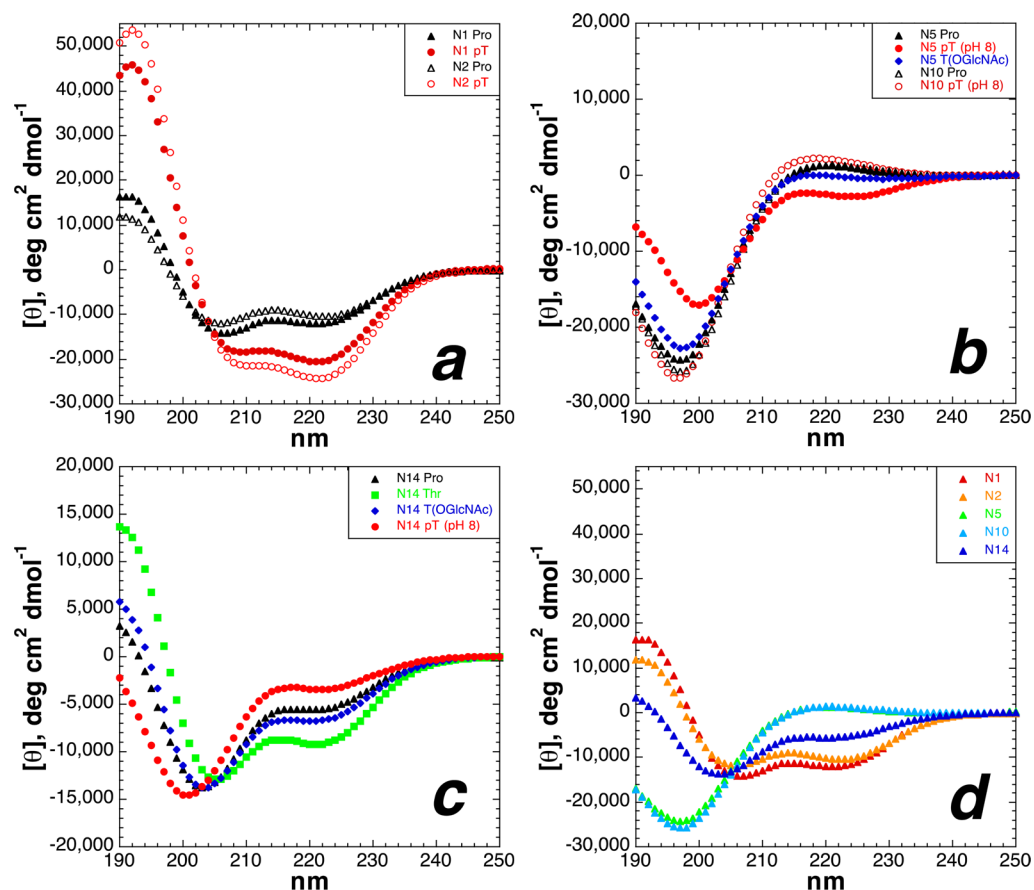 50,000
40,000
30,000
20,000
10,000
0
-10,000
-20,000
-30,000
[θ], deg cm² dmol⁻¹
190 200 210 220 230 240 250
nm
N1 Pro
N1 pT
N2 Pro
N2 pT
a
20,000
10,000
0
-10,000
-20,000
-30,000
[θ], deg cm² dmol⁻¹
190 200 210 220 230 240 250
nm
N5 Pro
N5 pT (pH 8)
N5 T(OGlcNAc)
N10 Pro
N10 pT (pH 8)
b
20,000
15,000
10,000
5,000
0
-5,000
-10,000
-15,000
-20,000
[θ], deg cm² dmol⁻¹
190 200 210 220 230 240 250
nm
N14 Pro
N14 Thr
N14 T(OGlcNAc)
N14 pT (pH 8)
c
50,000
40,000
30,000
20,000
10,000
0
-10,000
-20,000
-30,000
[θ], deg cm² dmol⁻¹
190 200 210 220 230 240 250
nm
N1
N2
N5
N10
N14
d